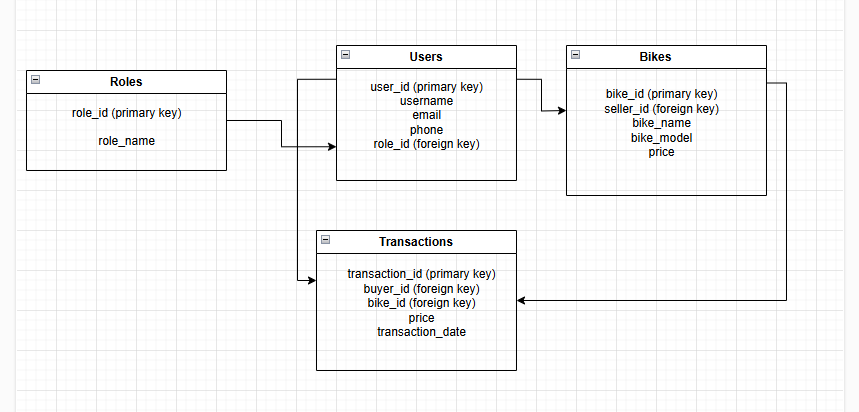 Roles
role_id (primary key)
role_name
Users
user_id (primary key)
username
email
phone
role_id (foreign key)
Bikes
bike_id (primary key)
seller_id (foreign key)
bike_name
bike_model
price
Transactions
transaction_id (primary key)
buyer_id (foreign key)
bike_id (foreign key)
price
transaction_date